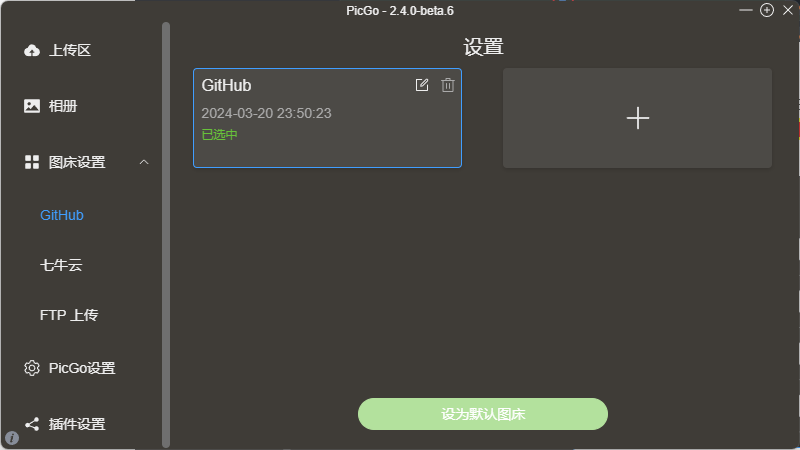 PicGo - 2.4.0-beta.6
上传区
相册
图床设置
GitHub
七牛云
FTP 上传
PicGo设置
插件设置
设置
GitHub
2024-03-20 23:50:23
已选中
设为默认图床